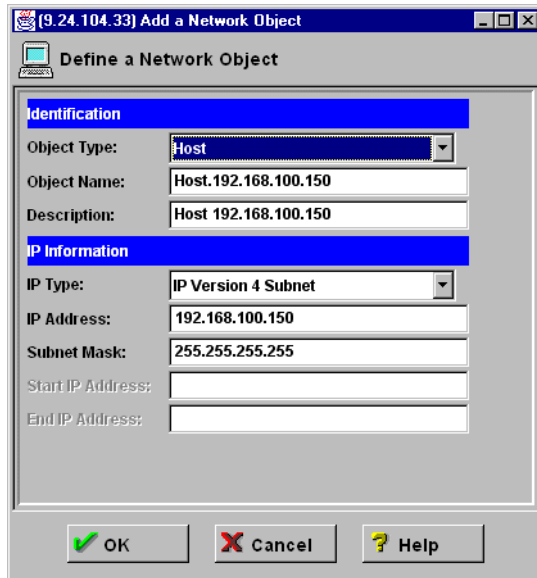 (9.24.104.33) Add a Network Object
Define a Network Object
Identification
Object Type: Host
Object Name: Host.192.168.100.150
Description: Host 192.168.100.150
IP Information
IP Type: IP Version 4 Subnet
IP Address: 192.168.100.150
Subnet Mask: 255.255.255.255
Start IP Address:
End IP Address:
OK Cancel Help